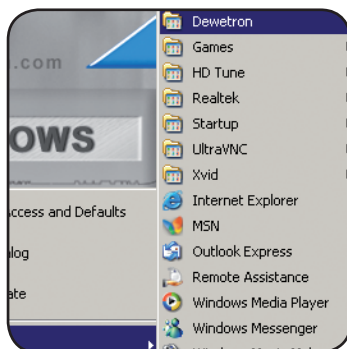 Dewetron
Games
.com
HD Tune
Realtek
Startup
OWS
UltraVNC
Xvid
Internet Explorer
ccess and Defaults
MSN
log
Outlook Express
Remote Assistance
ate
Windows Media Player
Windows Messenger